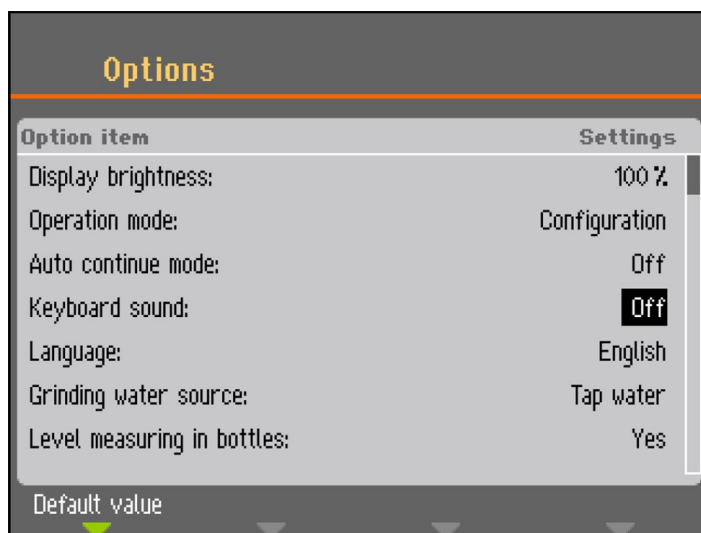 Options
Option item Settings
Display brightness: 100 %
Operation mode: Configuration
Auto continue mode: Off
Keyboard sound: Off
Language: English
Grinding water source: Tap water
Level measuring in bottles: Yes
Default value